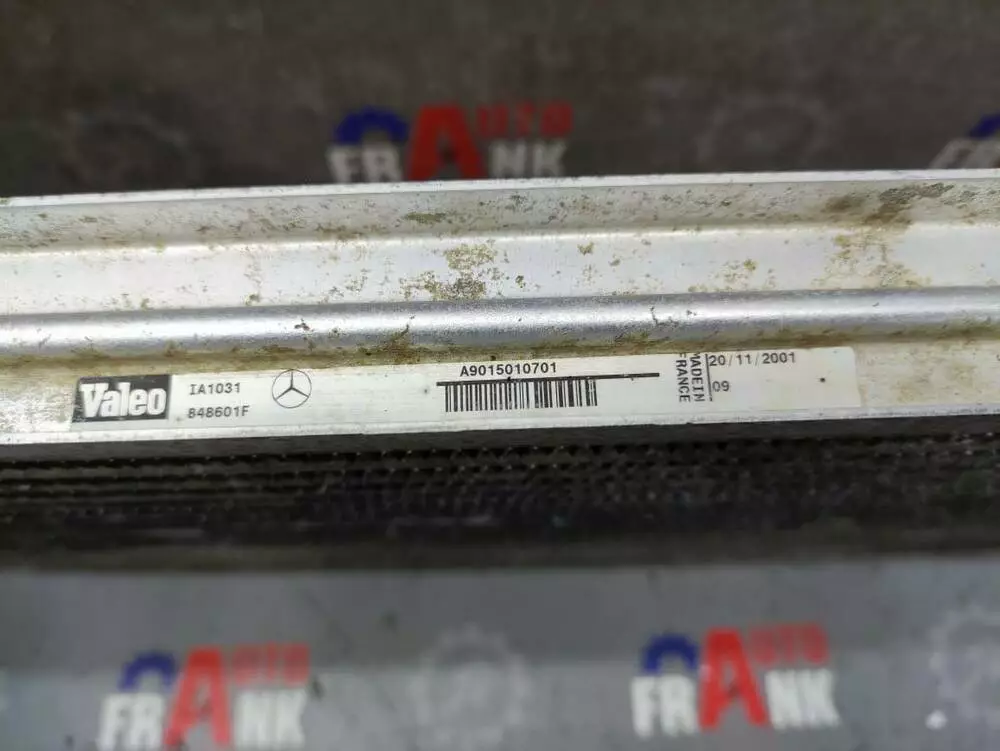 AUTO
FRANK
Valeo
IA1031
848601F
A9015010701
MADE IN
FRANCE
20/11/2001
09
AUTO
FRANK
AUTO
FRANK